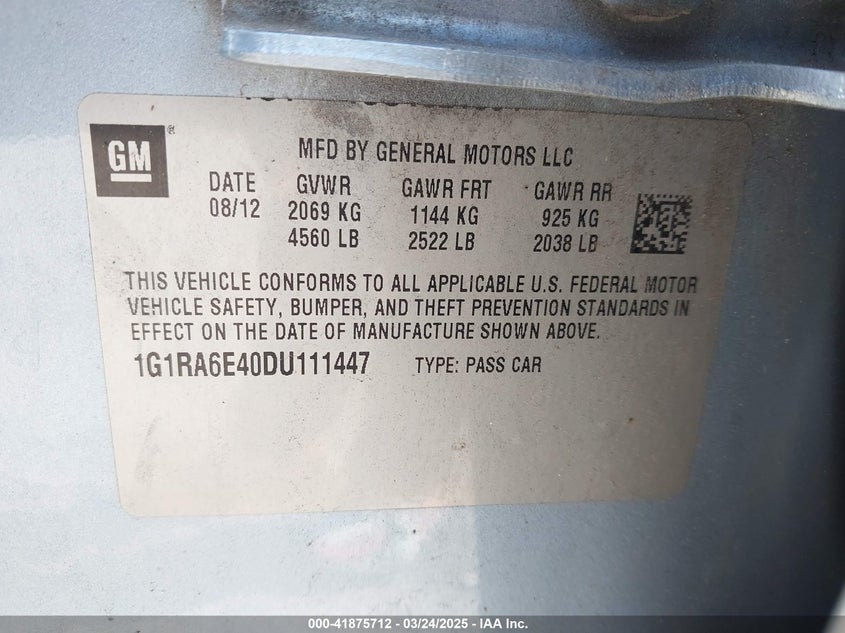 GM®
MFD BY GENERAL MOTORS LLC
DATE GVWR GAWR FRT GAWR RR
08/12 2069 KG 1144 KG 925 KG
4560 LB 2522 LB 2038 LB
THIS VEHICLE CONFORMS TO ALL APPLICABLE U.S. FEDERAL MOTOR
VEHICLE SAFETY, BUMPER, AND THEFT PREVENTION STANDARDS IN
EFFECT ON THE DATE OF MANUFACTURE SHOWN ABOVE.
1G1RA6E40DU111447 TYPE: PASS CAR
000-41875712 — 03/24/2025 — IAA Inc.